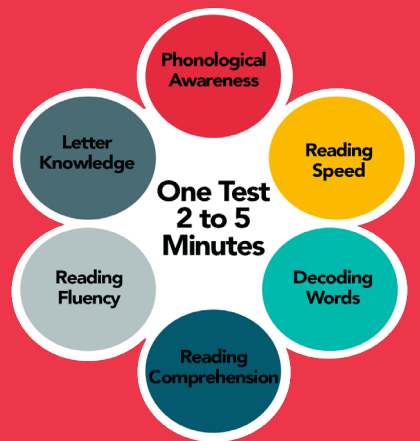 Phonological
Awareness
Reading
Speed
Decoding
Words
Reading
Comprehension
Reading
Fluency
Letter
Knowledge
One Test
2 to 5
Minutes